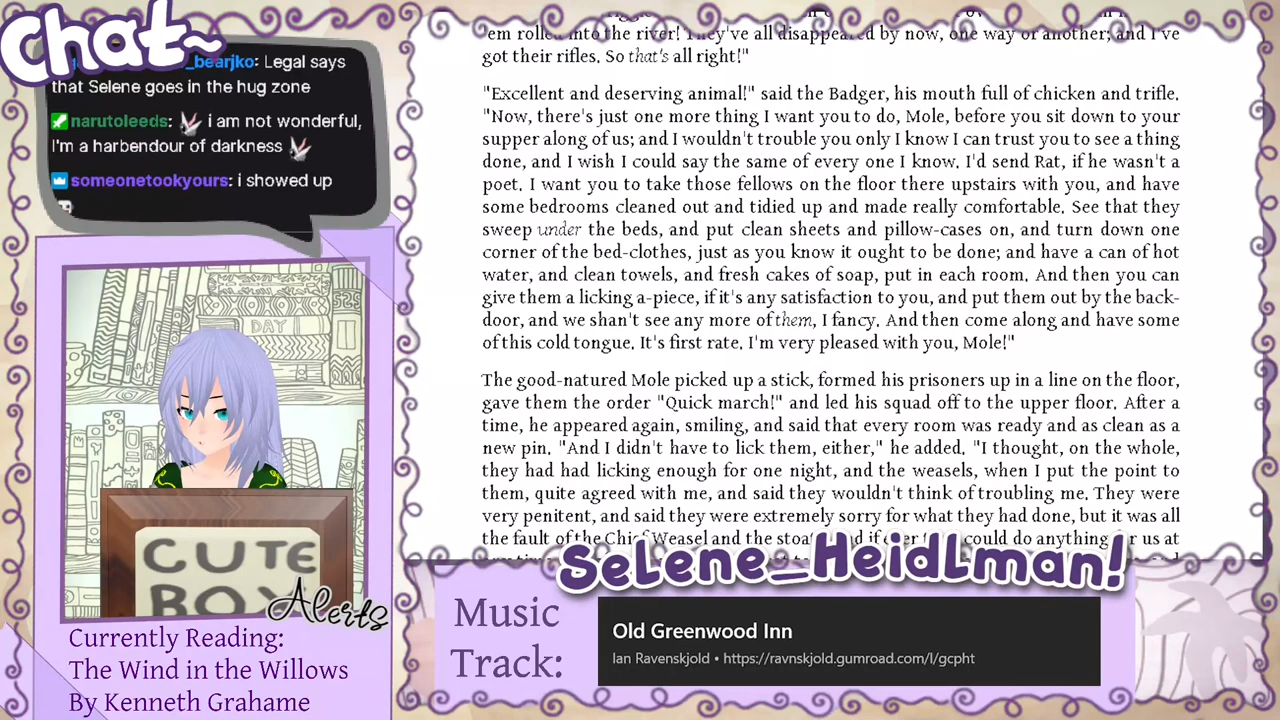 Chat~
_bearjko: Legal says
that Selene goes in the hug zone
narutoleeds: i am not wonderful,
I'm a harbendour of darkness
someonetookyours: i showed up
DAY
CUTE
BOX
Alerts
Currently Reading:
The Wind in the Willows
By Kenneth Grahame
'em rolled into the river! They've all disappeared by now, one way or another; and I've
got their rifles. So that's all right!"
"Excellent and deserving animal!" said the Badger, his mouth full of chicken and trifle.
"Now, there's just one more thing I want you to do, Mole, before you sit down to your
supper along of us; and I wouldn't trouble you only I know I can trust you to see a thing
done, and I wish I could say the same of every one I know. I'd send Rat, if he wasn't a
poet. I want you to take those fellows on the floor there upstairs with you, and have
some bedrooms cleaned out and tidied up and made really comfortable. See that they
sweep under the beds, and put clean sheets and pillow-cases on, and turn down one
corner of the bed-clothes, just as you know it ought to be done; and have a can of hot
water, and clean towels, and fresh cakes of soap, put in each room. And then you can
give them a licking a-piece, if it's any satisfaction to you, and put them out by the back-
door, and we shan't see any more of them, I fancy. And then come along and have some
of this cold tongue. It's first rate. I'm very pleased with you, Mole!"
The good-natured Mole picked up a stick, formed his prisoners up in a line on the floor,
gave them the order "Quick march!" and led his squad off to the upper floor. After a
time, he appeared again, smiling, and said that every room was ready and as clean as a
new pin. "And I didn't have to lick them, either," he added. "I thought, on the whole,
they had had licking enough for one night, and the weasels, when I put the point to
them, quite agreed with me, and said they wouldn't think of troubling me. They were
very penitent, and said they were extremely sorry for what they had done, but it was all
the fault of the Chief Weasel and the stoa nd if e er could do anything for us at
Selene_Heidlman!
Music
Track:
Old Greenwood Inn
Ian Ravenskjold • https://ravnskjold.gumroad.com/l/gcpht